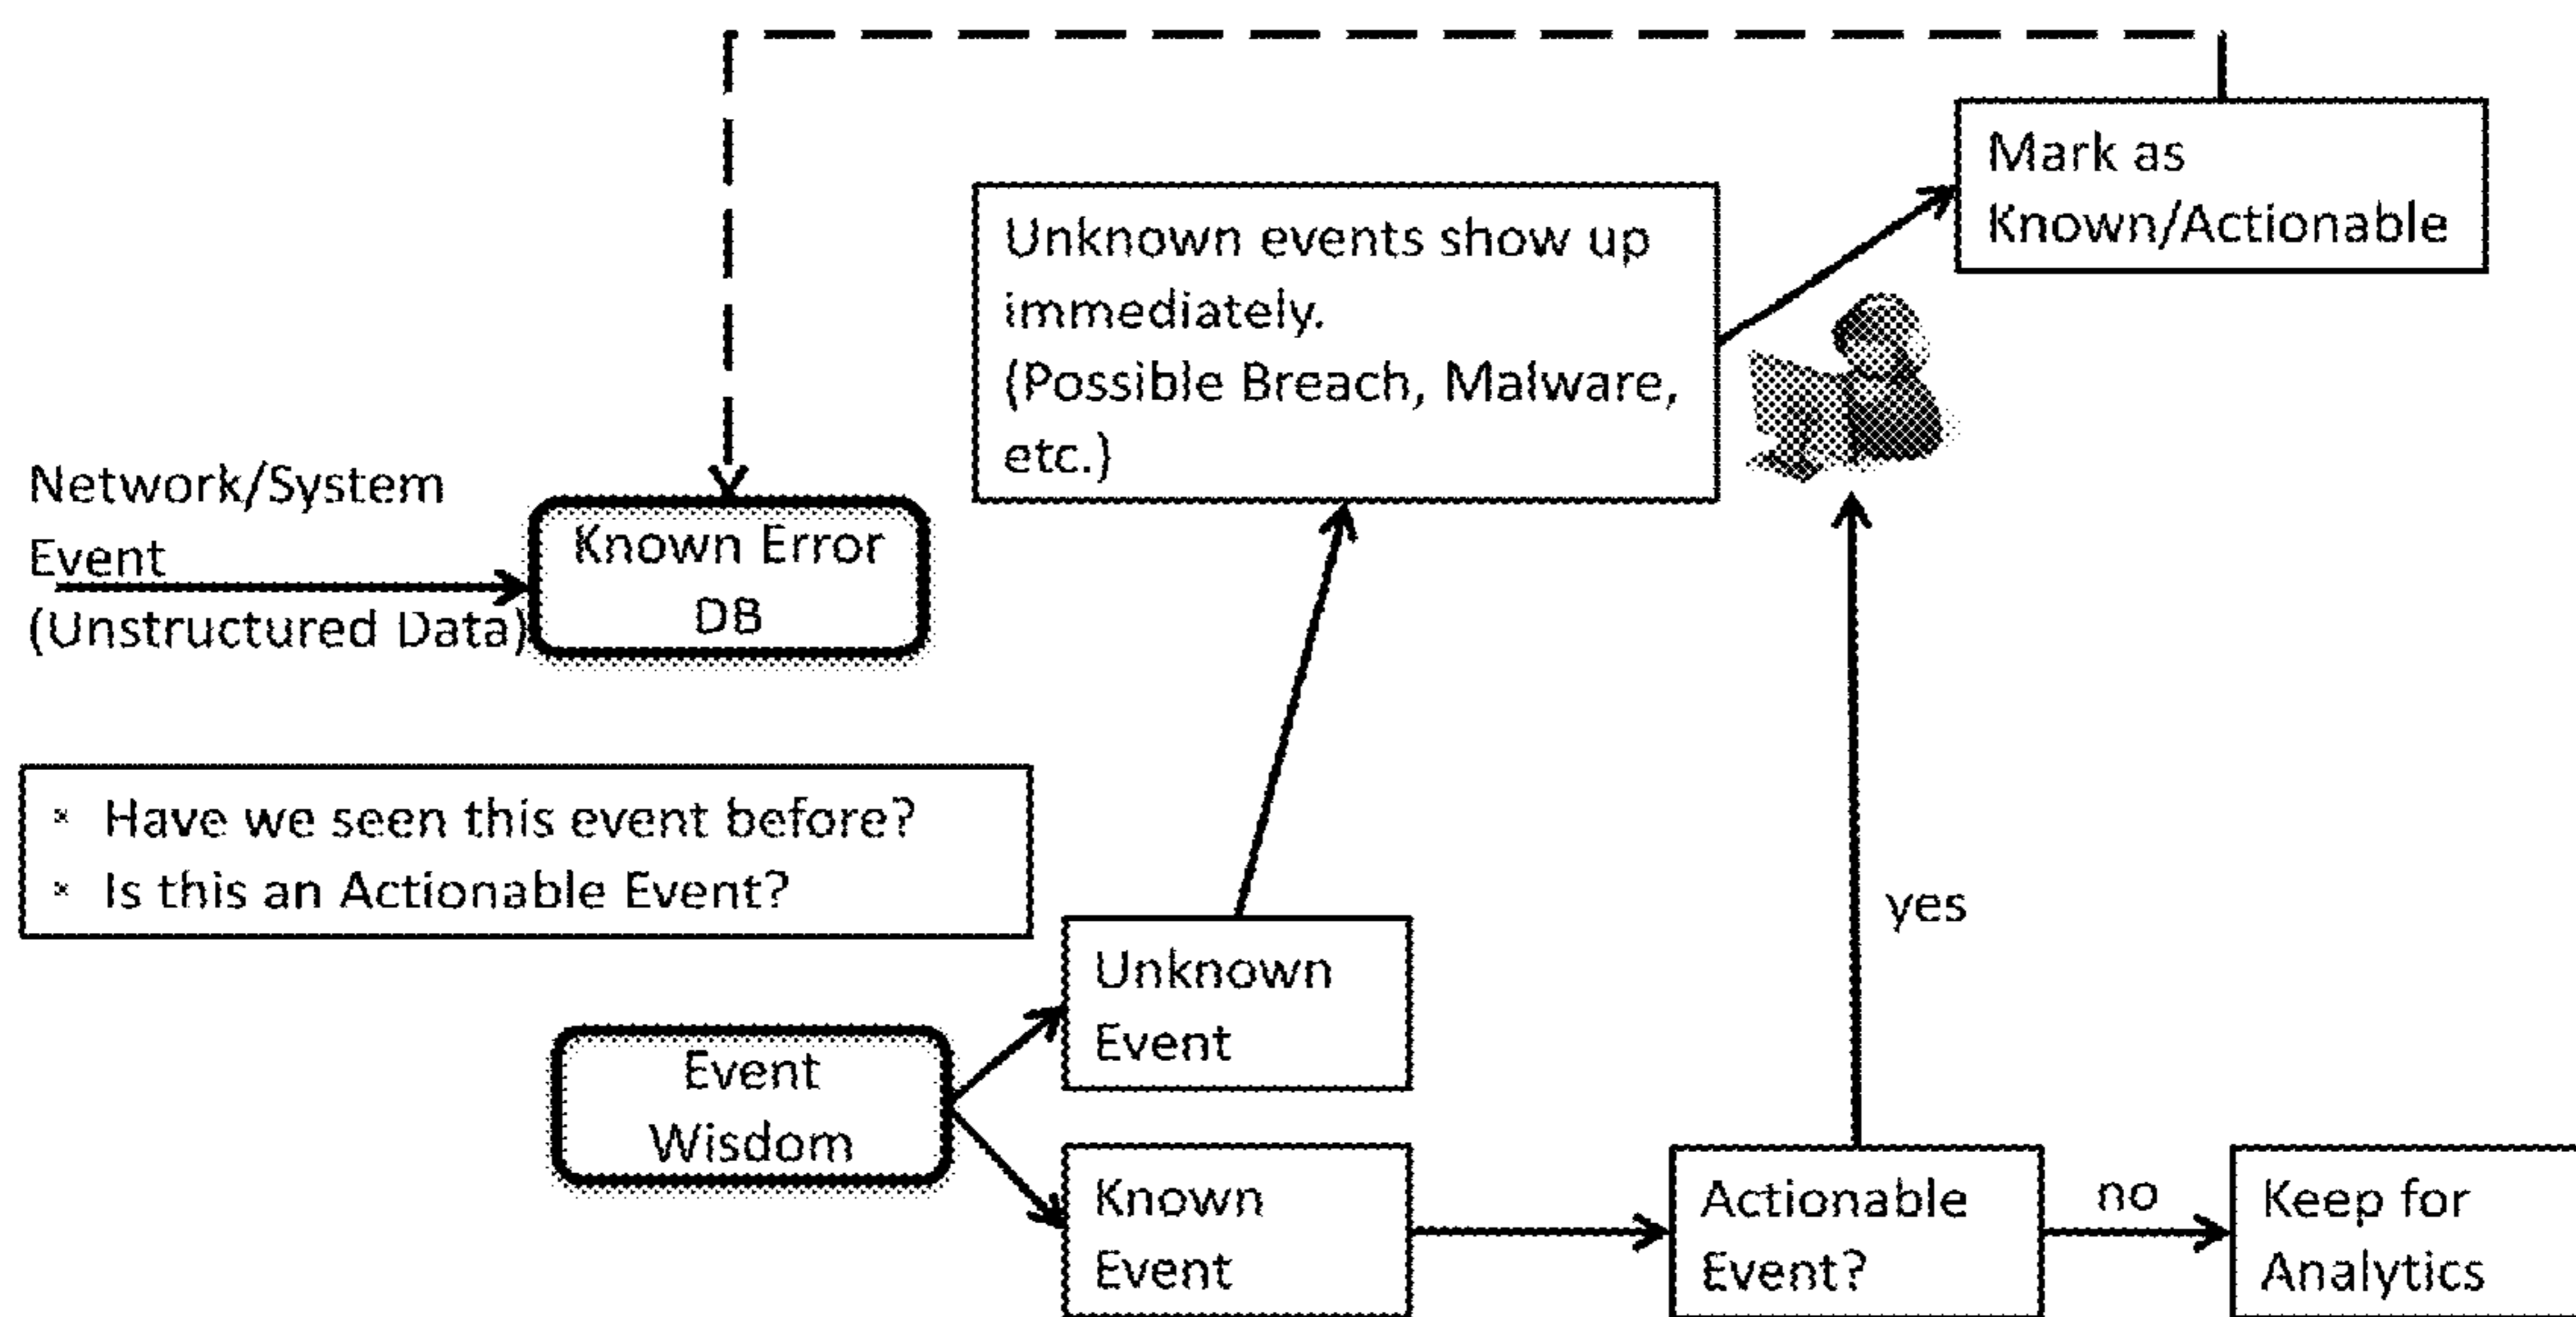 Mark as
Known/Actionable
Unknown events show up
immediately.
(Possible Breach, Malware,
etc.)
Network/System
Event
(Unstructured Data)
Known Error
DB
Have we seen this event before?
Is this an Actionable Event?
yes
Unknown
Event
Event
Wisdom
Known
Event
Actionable
Event?
no
Keep for
Analytics